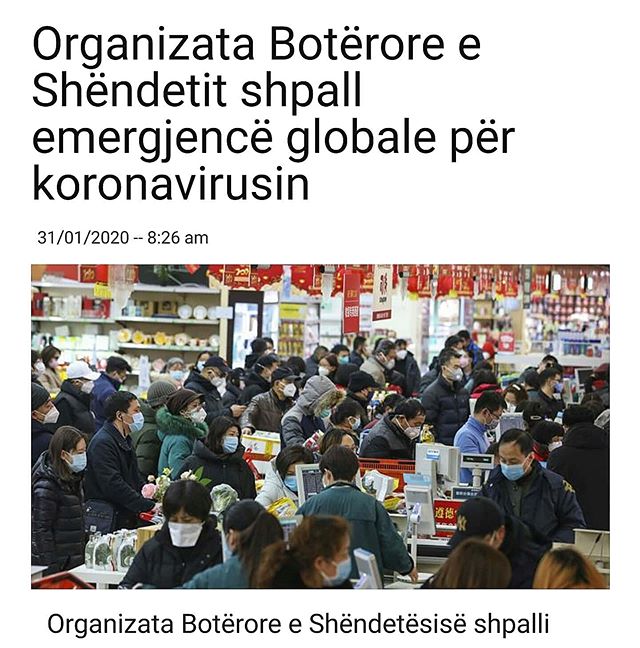 Organizata Botërore e
Shëndetit shpall
emergjencë globale për
koronavirusin
31/01/2020 -- 8:26 am
Organizata Botërore e Shëndetësisë shpalli